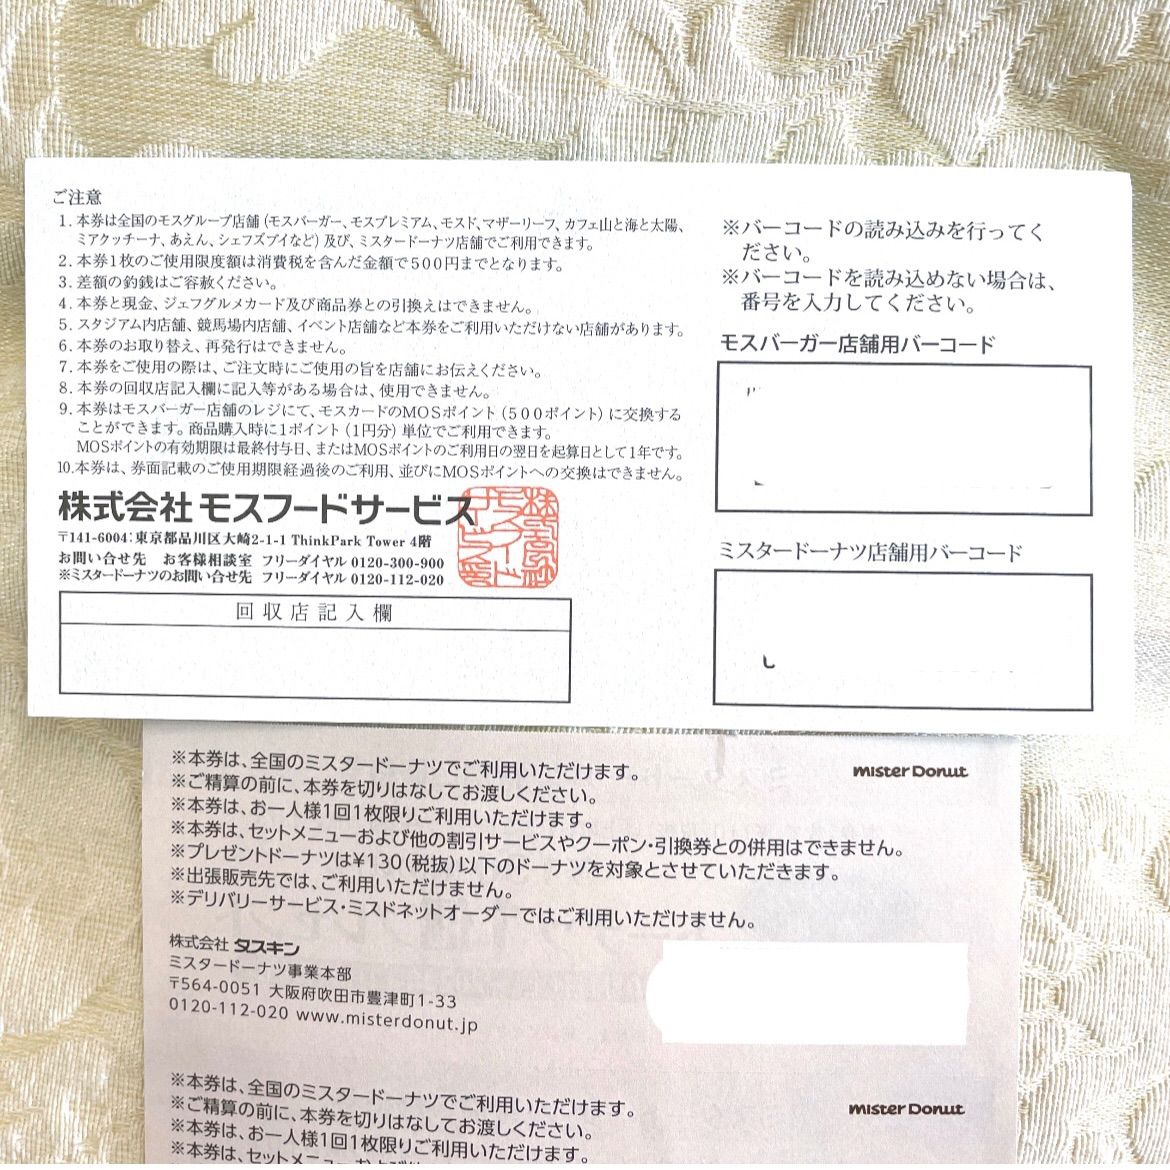 ご注意
1. 本券は全国のモスグループ店舗（モスバーガー、モスプレミアム、モスド、マザーリーフ、カフェ山と海と太陽、
ミアクッチーナ、あえん、シェフズブイなど）及び、ミスタードーナツ店舗でご利用できます。
2. 本券1枚のご使用限度額は消費税を含んだ金額で500円までとなります。
3. 差額の釣銭はご容赦ください。
4. 本券と現金、ジェフグルメカード及び商品券との引換えはできません。
5. スタジアム内店舗、競馬場内店舗、イベント店舗など本券をご利用いただけない店舗があります。
6. 本券のお取り替え、再発行はできません。
7. 本券をご使用の際は、ご注文時にご使用の旨を店舗にお伝えください。
8. 本券の回収店記入欄に記入等がある場合は、使用できません。
9. 本券はモスバーガー店舗のレジにて、モスカードのMOSポイント（500ポイント）に交換する
ことができます。商品購入時に1ポイント（1円分）単位でご利用できます。
MOSポイントの有効期限は最終付与日、またはMOSポイントのご利用日の翌日を起算日として1年です。
10. 本券は、券面記載のご使用期限経過後のご利用、並びにMOSポイントへの交換はできません。
株式会社 モスフードサービス
〒141-6004：東京都品川区大崎2-1-1 ThinkPark Tower 4階
お問い合せ先 お客様相談室 フリーダイヤル 0120-300-900
※ミスタードーナツのお問い合せ先 フリーダイヤル 0120-112-020
回収店記入欄
※バーコードの読み込みを行ってく
ださい。
※バーコードを読み込めない場合は、
番号を入力してください。
モスバーガー店舗用バーコード
ミスタードーナツ店舗用バーコード
※本券は、全国のミスタードーナツでご利用いただけます。
mister Donut
※ご精算の前に、本券を切りはなしてお渡しください。
※本券は、お一人様1回1枚限りご利用いただけます。
※本券は、セットメニューおよび他の割引サービスやクーポン・引換券との併用はできません。
※プレゼントドーナツは¥130（税抜）以下のドーナツを対象とさせていただきます。
※出張販売先では、ご利用いただけません。
※デリバリーサービス・ミスドネットオーダーではご利用いただけません。
株式会社 ダスキン
ミスタードーナツ事業本部
〒564-0051 大阪府吹田市豊津町1-33
0120-112-020 www.misterdonut.jp
※本券は、全国のミスタードーナツでご利用いただけます。
mister Donut
※ご精算の前に、本券を切りはなしてお渡しください。
※本券は、お一人様1回1枚限りご利用いただけます。
※本券は、セットメニューおよび他